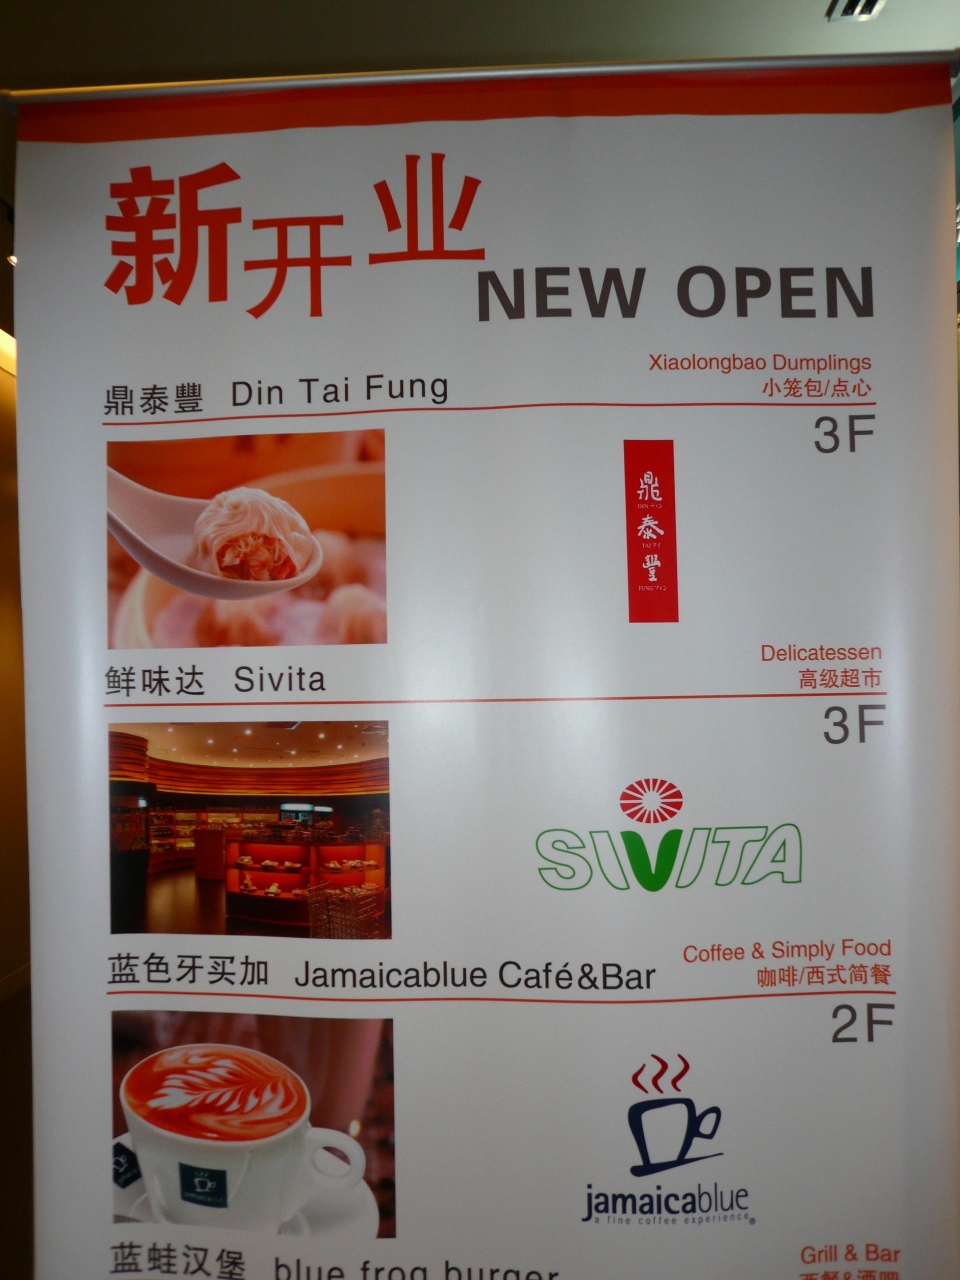 新开业
NEW OPEN
鼎泰豐 Din Tai Fung
Xiaolongbao Dumplings
小笼包/点心
3F
鼎
泰
豐
鲜味达 Sivita
Delicatessen
高级超市
3F
SIVITA
蓝色牙买加 Jamaicablue Café&Bar
Coffee & Simply Food
咖啡/西式简餐
2F
jamaicablue
a fine coffee experience®
蓝蛙汉堡 blue frog burger
Grill & Bar